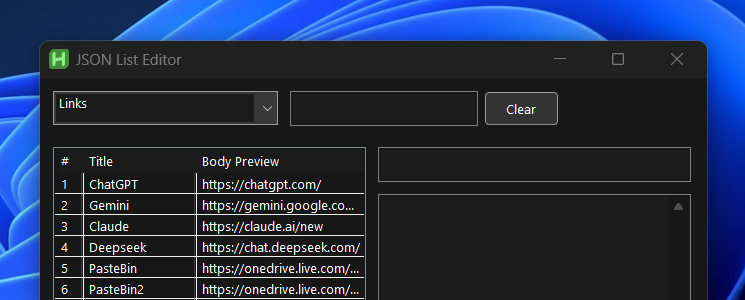 H JSON List Editor
Links Clear
# Title Body Preview
1 ChatGPT https://chatgpt.com/
2 Gemini https://gemini.google.co...
3 Claude https://claude.ai/new
4 Deepseek https://chat.deepseek.com/
5 PasteBin https://onedrive.live.com/...
6 PasteBin2 https://onedrive.live.com/...